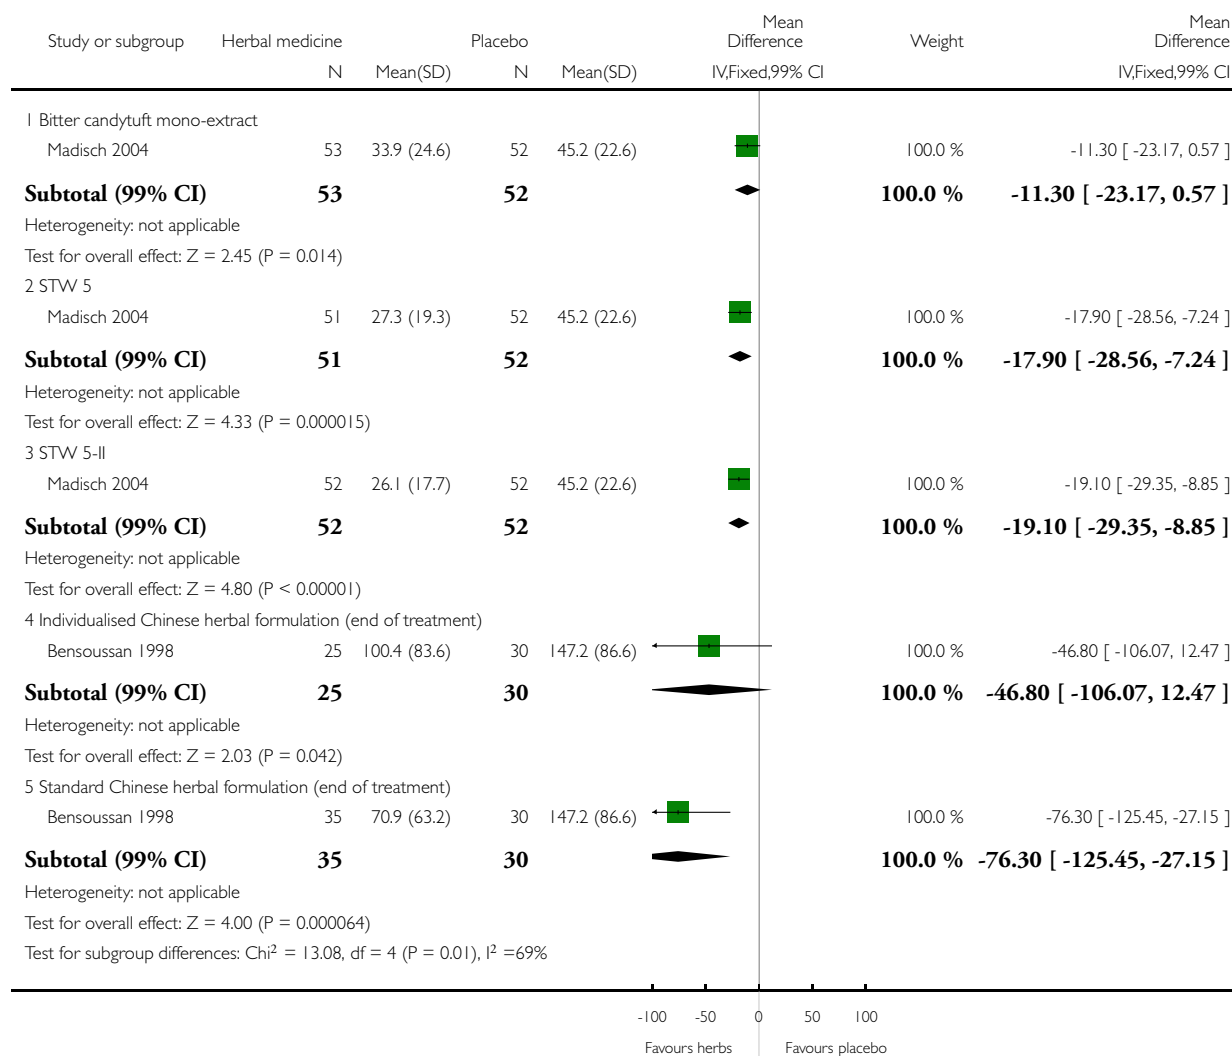 Study or subgroup Herbal medicine Placebo Mean Difference Weight Mean Difference
N Mean(SD) N Mean(SD) IV,Fixed,99% CI IV,Fixed,99% CI
1 Bitter candytuft mono-extract
Madisch 2004 53 33.9 (24.6) 52 45.2 (22.6) 100.0 % -11.30 [ -23.17, 0.57 ]
Subtotal (99% CI) 53 52 100.0 % -11.30 [ -23.17, 0.57 ]
Heterogeneity: not applicable
Test for overall effect: Z = 2.45 (P = 0.014)
2 STW 5
Madisch 2004 51 27.3 (19.3) 52 45.2 (22.6) 100.0 % -17.90 [ -28.56, -7.24 ]
Subtotal (99% CI) 51 52 100.0 % -17.90 [ -28.56, -7.24 ]
Heterogeneity: not applicable
Test for overall effect: Z = 4.33 (P = 0.000015)
3 STW 5-II
Madisch 2004 52 26.1 (17.7) 52 45.2 (22.6) 100.0 % -19.10 [ -29.35, -8.85 ]
Subtotal (99% CI) 52 52 100.0 % -19.10 [ -29.35, -8.85 ]
Heterogeneity: not applicable
Test for overall effect: Z = 4.80 (P < 0.00001)
4 Individualised Chinese herbal formulation (end of treatment)
Bensoussan 1998 25 100.4 (83.6) 30 147.2 (86.6) 100.0 % -46.80 [ -106.07, 12.47 ]
Subtotal (99% CI) 25 30 100.0 % -46.80 [ -106.07, 12.47 ]
Heterogeneity: not applicable
Test for overall effect: Z = 2.03 (P = 0.042)
5 Standard Chinese herbal formulation (end of treatment)
Bensoussan 1998 35 70.9 (63.2) 30 147.2 (86.6) 100.0 % -76.30 [ -125.45, -27.15 ]
Subtotal (99% CI) 35 30 100.0 % -76.30 [ -125.45, -27.15 ]
Heterogeneity: not applicable
Test for overall effect: Z = 4.00 (P = 0.000064)
Test for subgroup differences: Chi² = 13.08, df = 4 (P = 0.01), I² =69%
-100 -50 0 50 100
Favours herbs Favours placebo